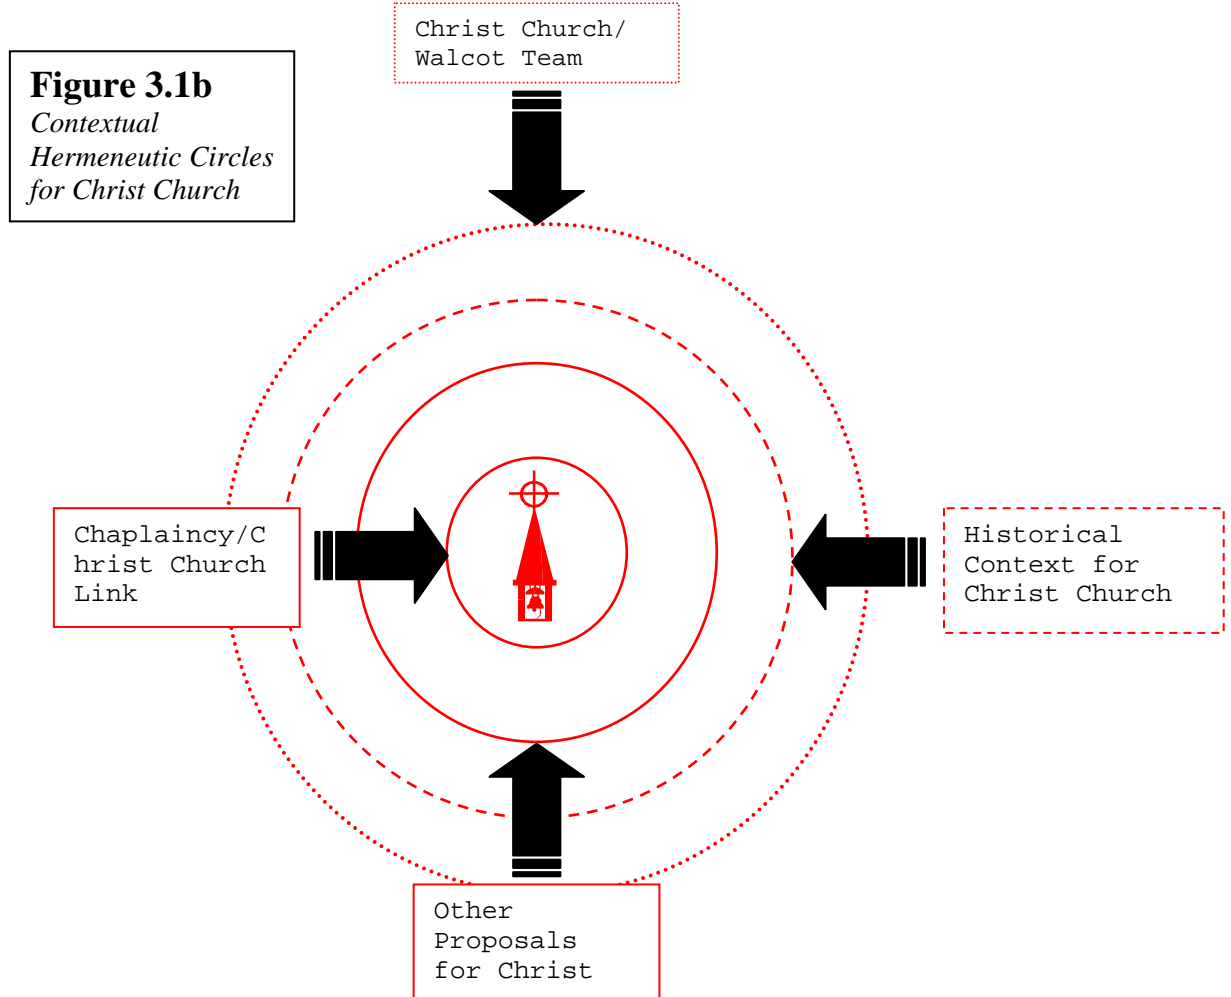 Christ Church/
Walcot Team
Figure 3.1b
Contextual
Hermeneutic Circles
for Christ Church
Chaplaincy/C
hrist Church
Link
Historical
Context for
Christ Church
Other
Proposals
for Christ